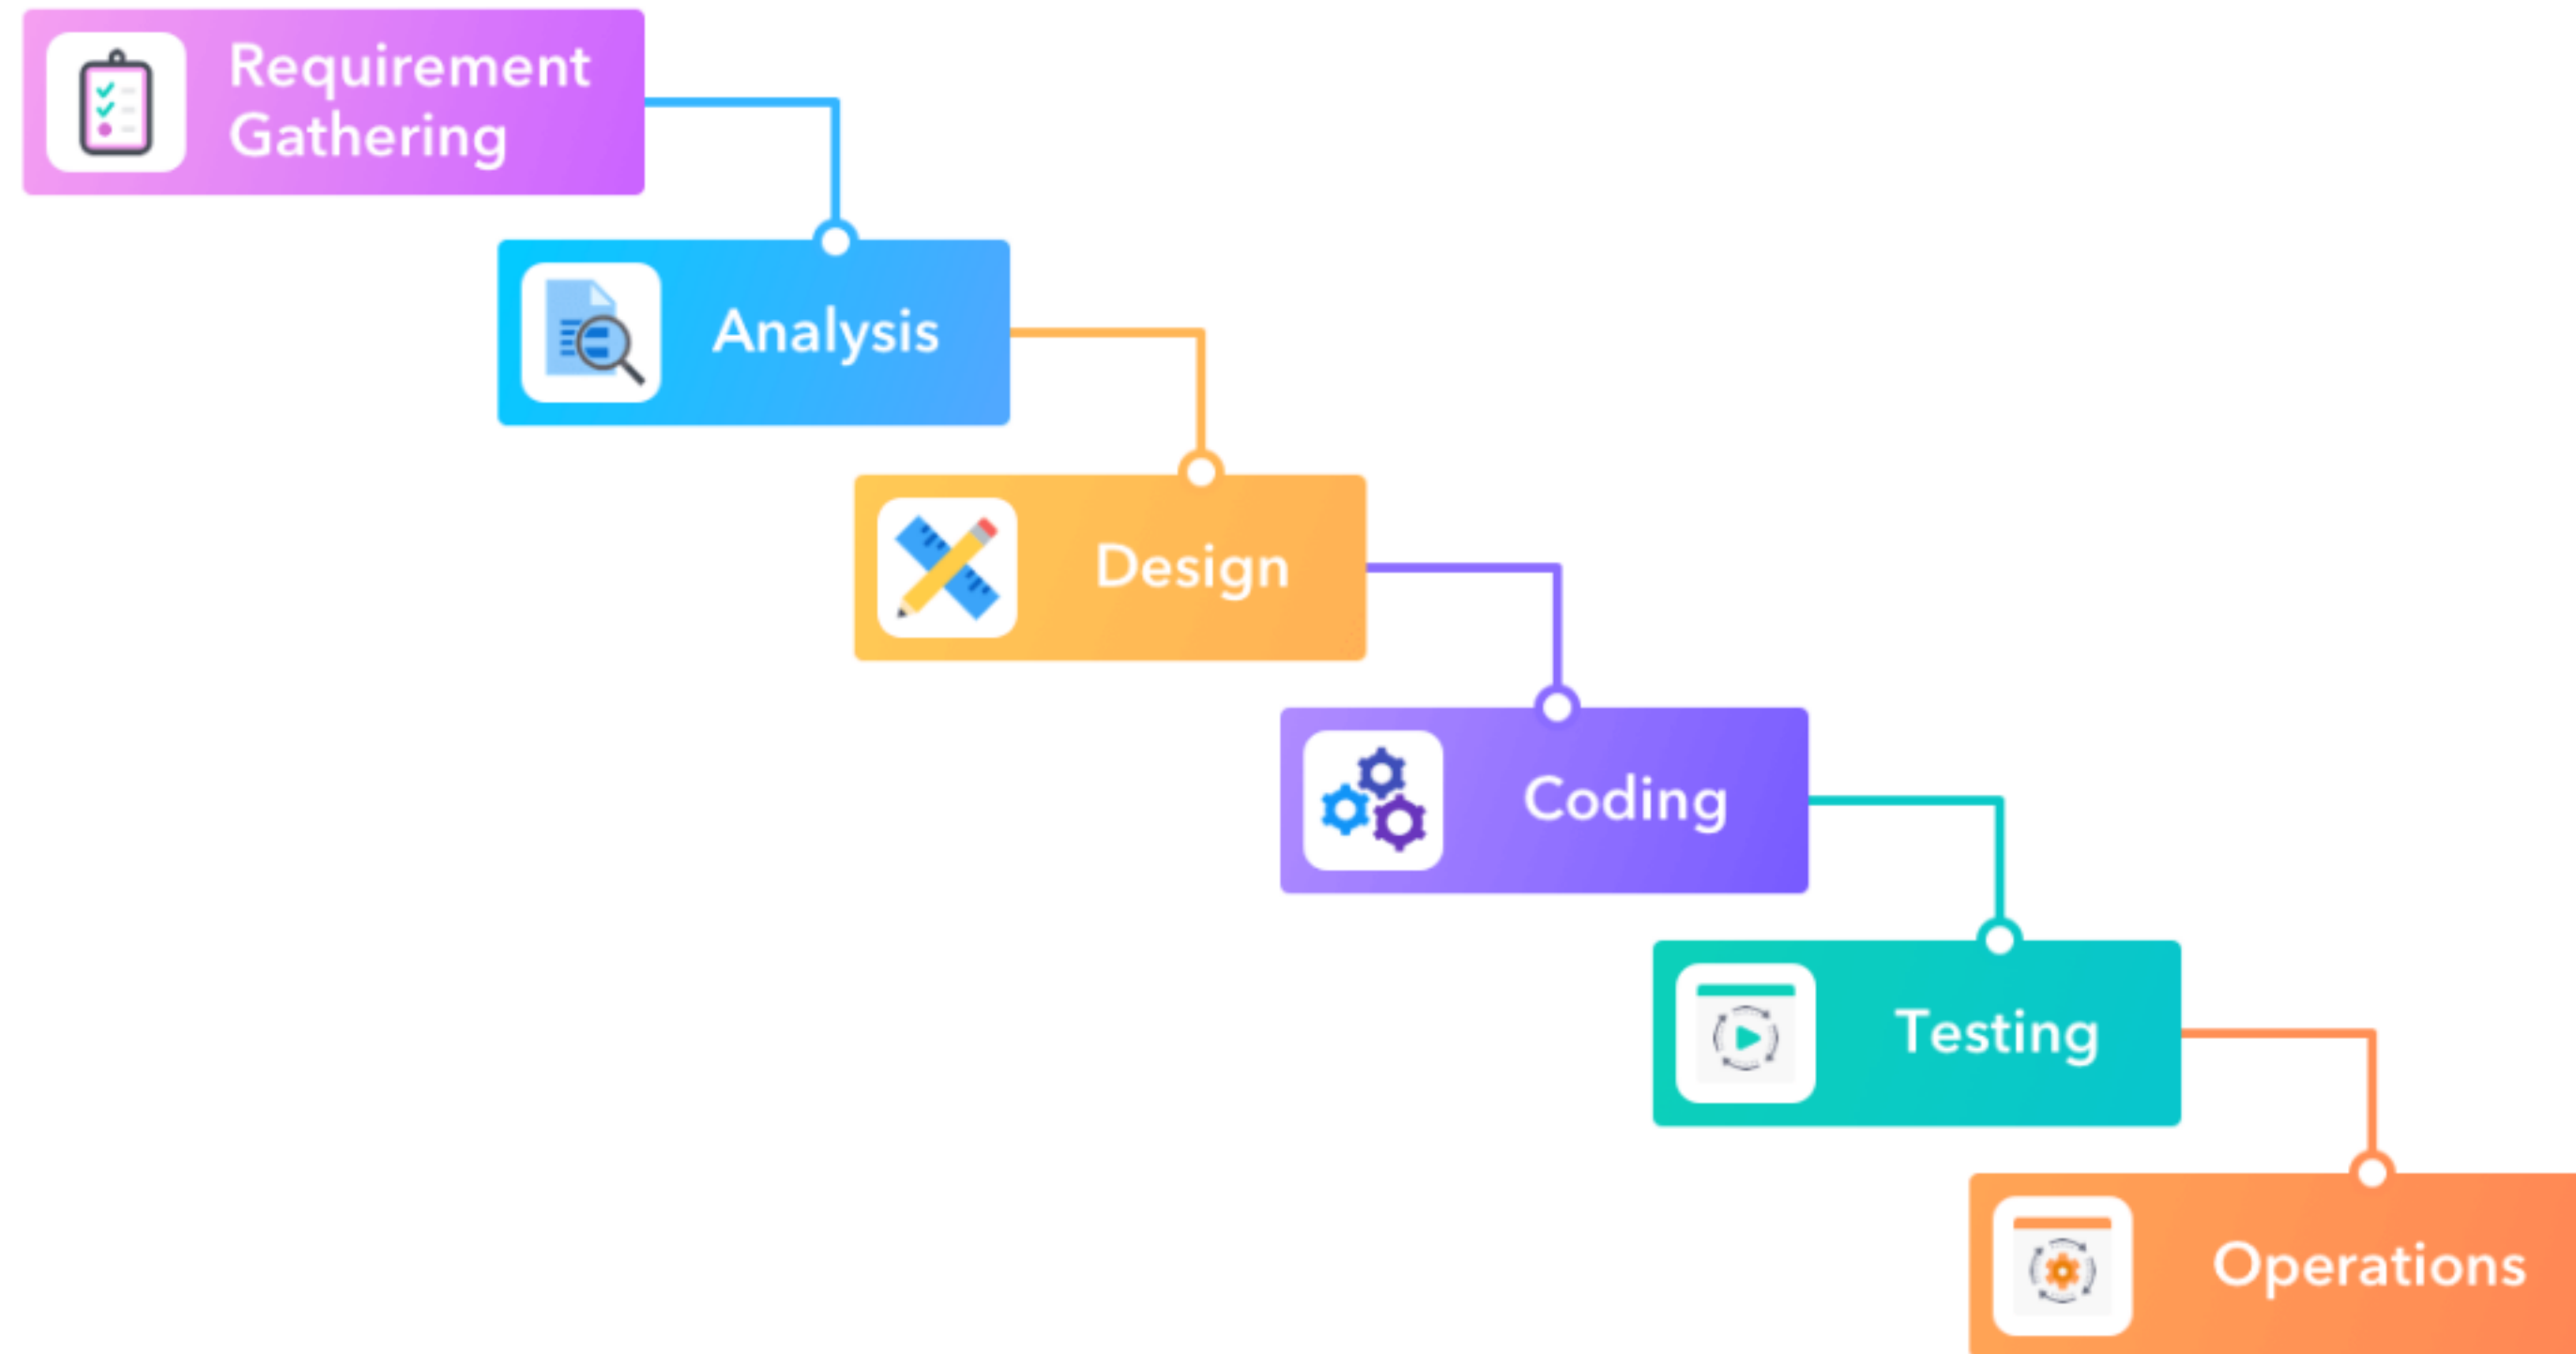 Requirement
Gathering
Analysis
Design
Coding
Testing
Operations